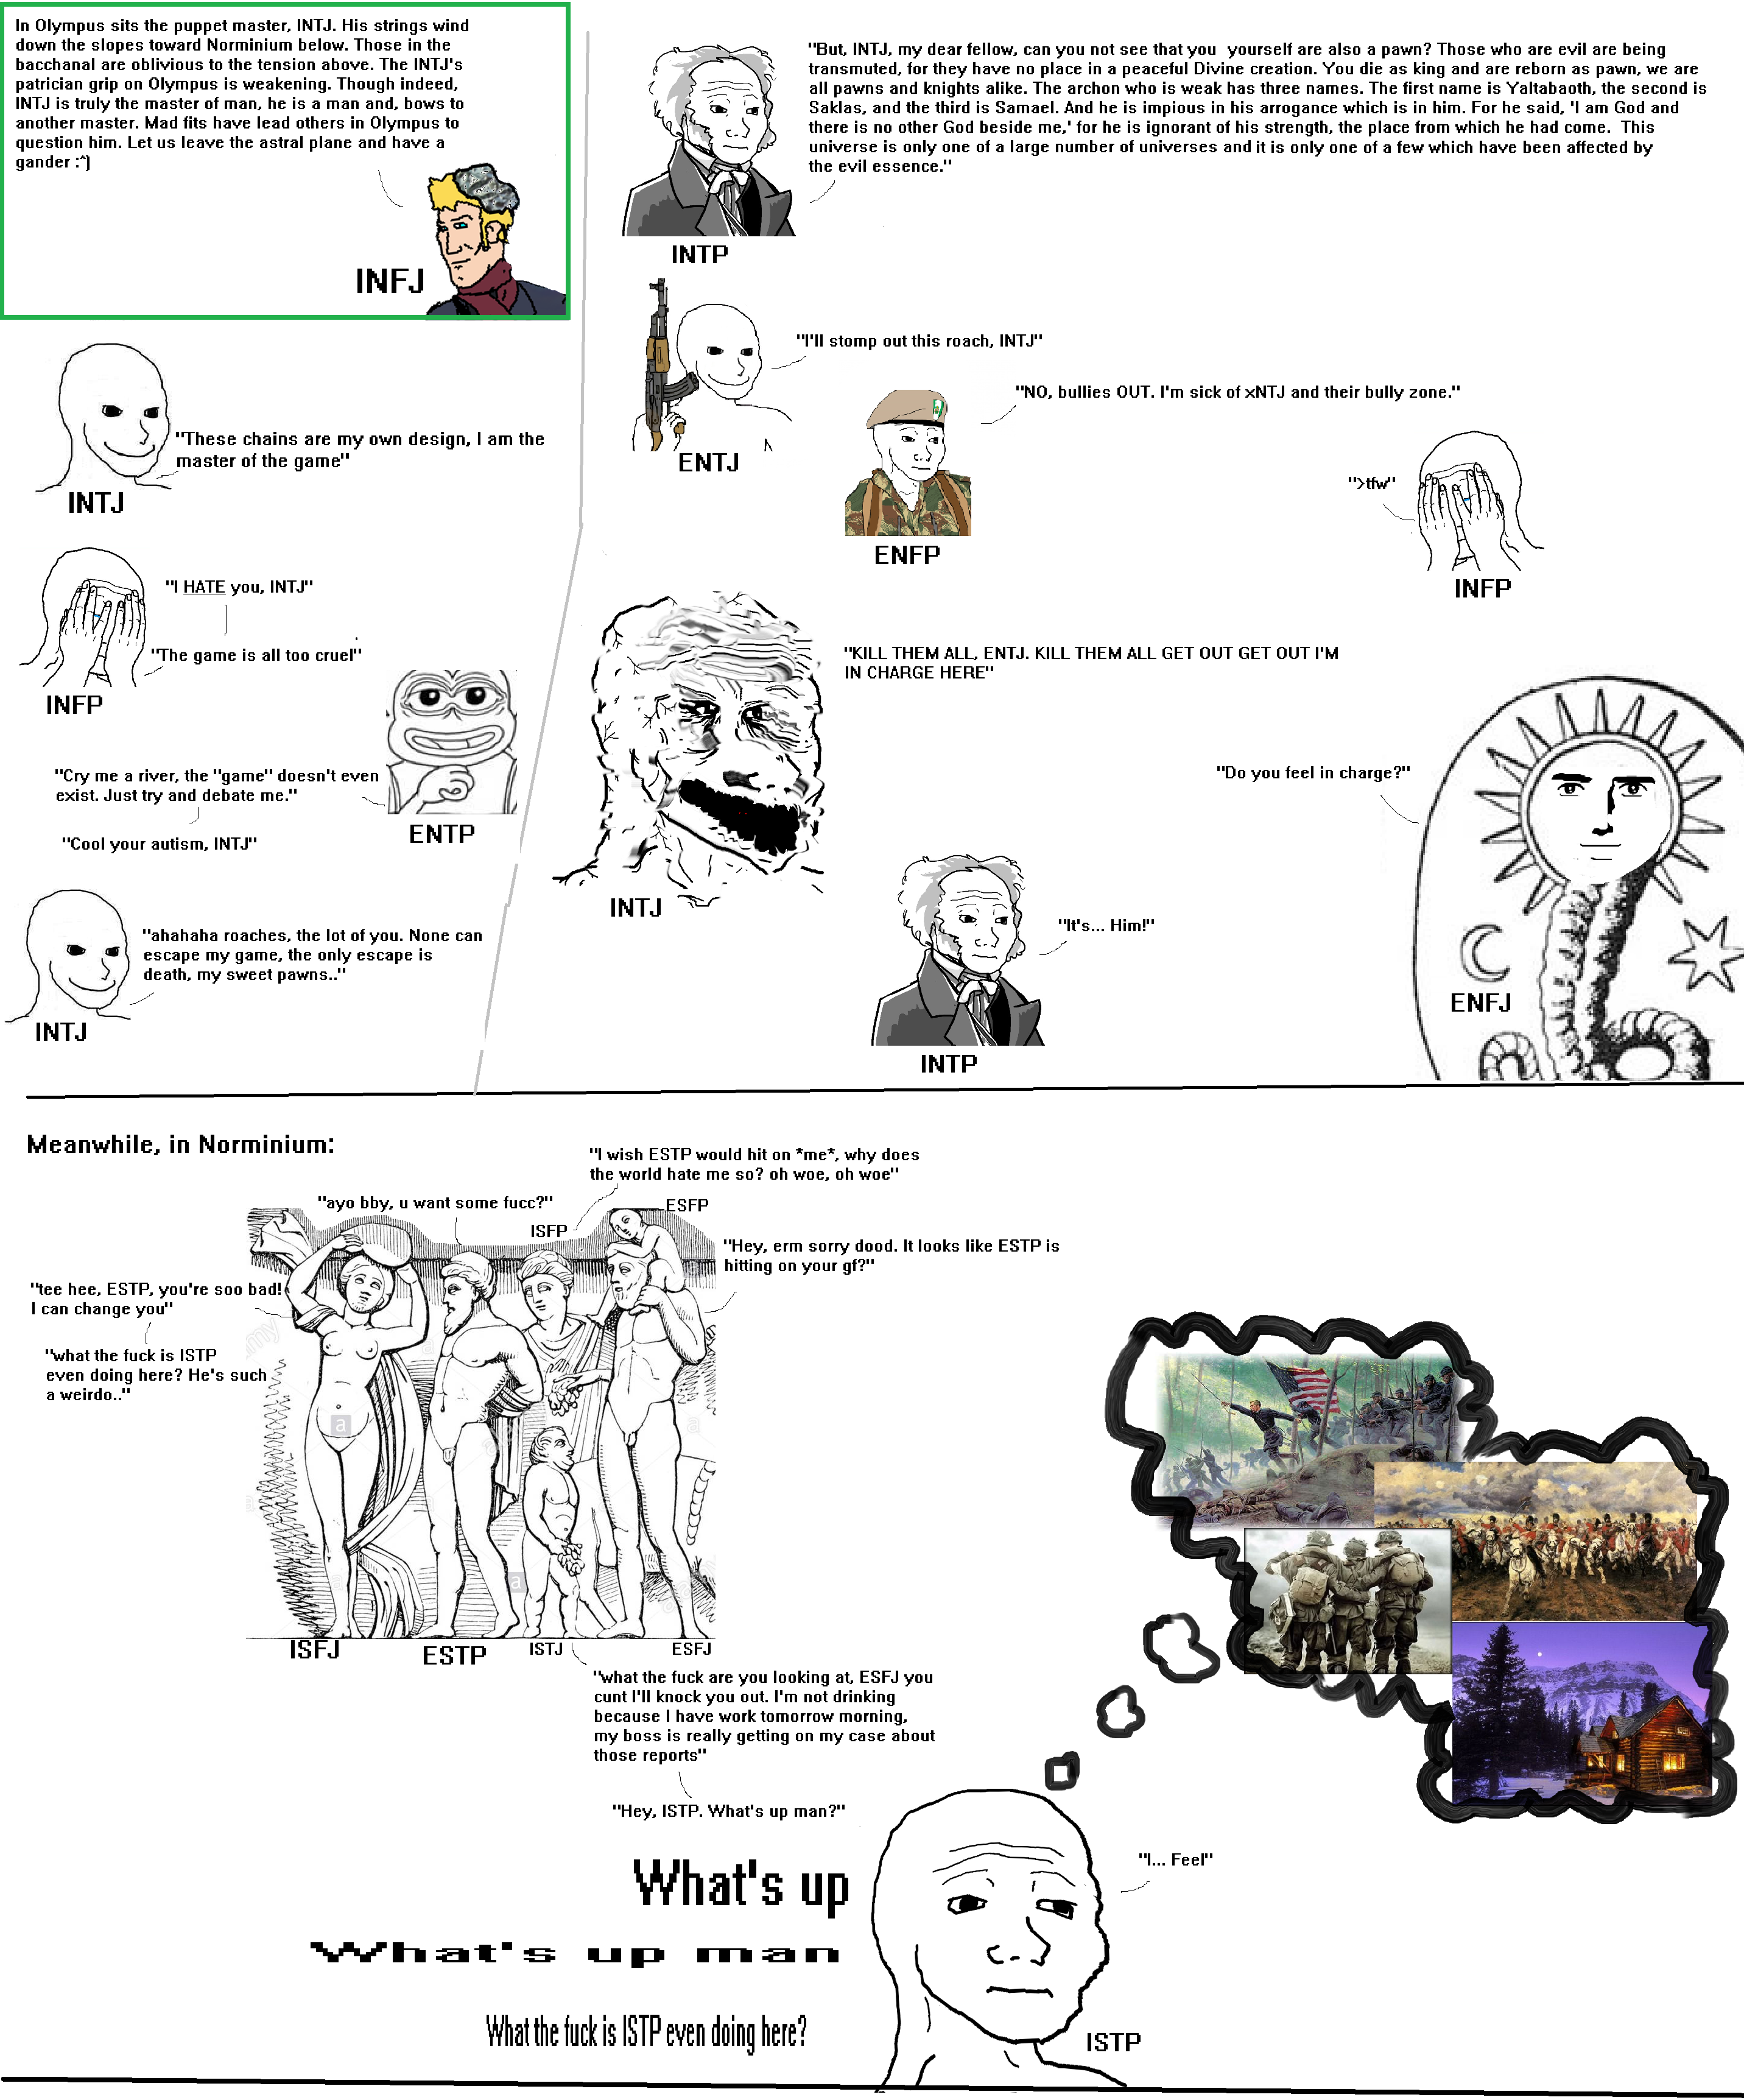 In Olympus sits the puppet master, INTJ. His strings wind
down the slopes toward Norminium below. Those in the
bacchanal are oblivious to the tension above. The INTJ's
patrician grip on Olympus is weakening. Though indeed,
INTJ is truly the master of man, he is a man and, bows to
another master. Mad fits have lead others in Olympus to
question him. Let us leave the astral plane and have a
gander :^)
INFJ
"These chains are my own design, I am the
master of the game"
INTJ
"I HATE you, INTJ"
"The game is all too cruel"
INFP
"Cry me a river, the "game" doesn't even
exist. Just try and debate me."
ENTP
"Cool your autism, INTJ"
"ahahaha roaches, the lot of you. None can
escape my game, the only escape is
death, my sweet pawns.."
INTJ
"But, INTJ, my dear fellow, can you not see that you  yourself are also a pawn? Those who are evil are being
transmuted, for they have no place in a peaceful Divine creation. You die as king and are reborn as pawn, we are
all pawns and knights alike. The archon who is weak has three names. The first name is Yaltabaoth, the second is
Saklas, and the third is Samael. And he is impious in his arrogance which is in him. For he said, 'I am God and
there is no other God beside me,' for he is ignorant of his strength, the place from which he had come.  This
universe is only one of a large number of universes and it is only one of a few which have been affected by
the evil essence."
INTP
"I'll stomp out this roach, INTJ"
ENTJ
"NO, bullies OUT. I'm sick of xNTJ and their bully zone."
ENFP
">tfw"
INFP
"KILL THEM ALL, ENTJ. KILL THEM ALL GET OUT GET OUT I'M
IN CHARGE HERE"
INTJ
"Do you feel in charge?"
ENFJ
"It's... Him!"
INTP
Meanwhile, in Norminium:
"I wish ESTP would hit on *me*, why does
the world hate me so? oh woe, oh woe"
"ayo bby, u want some fucc?"
ISFP
ESFP
"Hey, erm sorry dood. It looks like ESTP is
hitting on your gf?"
"tee hee, ESTP, you're soo bad!
I can change you"
"what the fuck is ISTP
even doing here? He's such
a weirdo.."
a
a
a
a
ISFJ
ESTP
ISTJ
ESFJ
"what the fuck are you looking at, ESFJ you
cunt I'll knock you out. I'm not drinking
because I have work tomorrow morning,
my boss is really getting on my case about
those reports"
"Hey, ISTP. What's up man?"
"I... Feel"
What's up
What's up man
What the fuck is ISTP even doing here?
ISTP